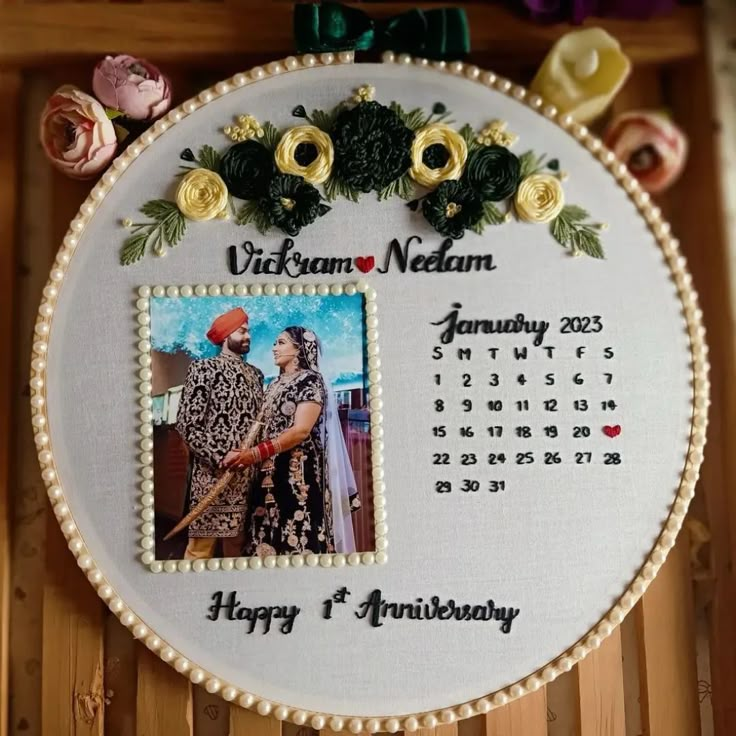 Vickram Neelam
January 2023
S M T W T F S
1 2 3 4 5 6 7
8 9 10 11 12 13 14
15 16 17 18 19 20
22 23 24 25 26 27 28
29 30 31
Happy 1st Anniversary